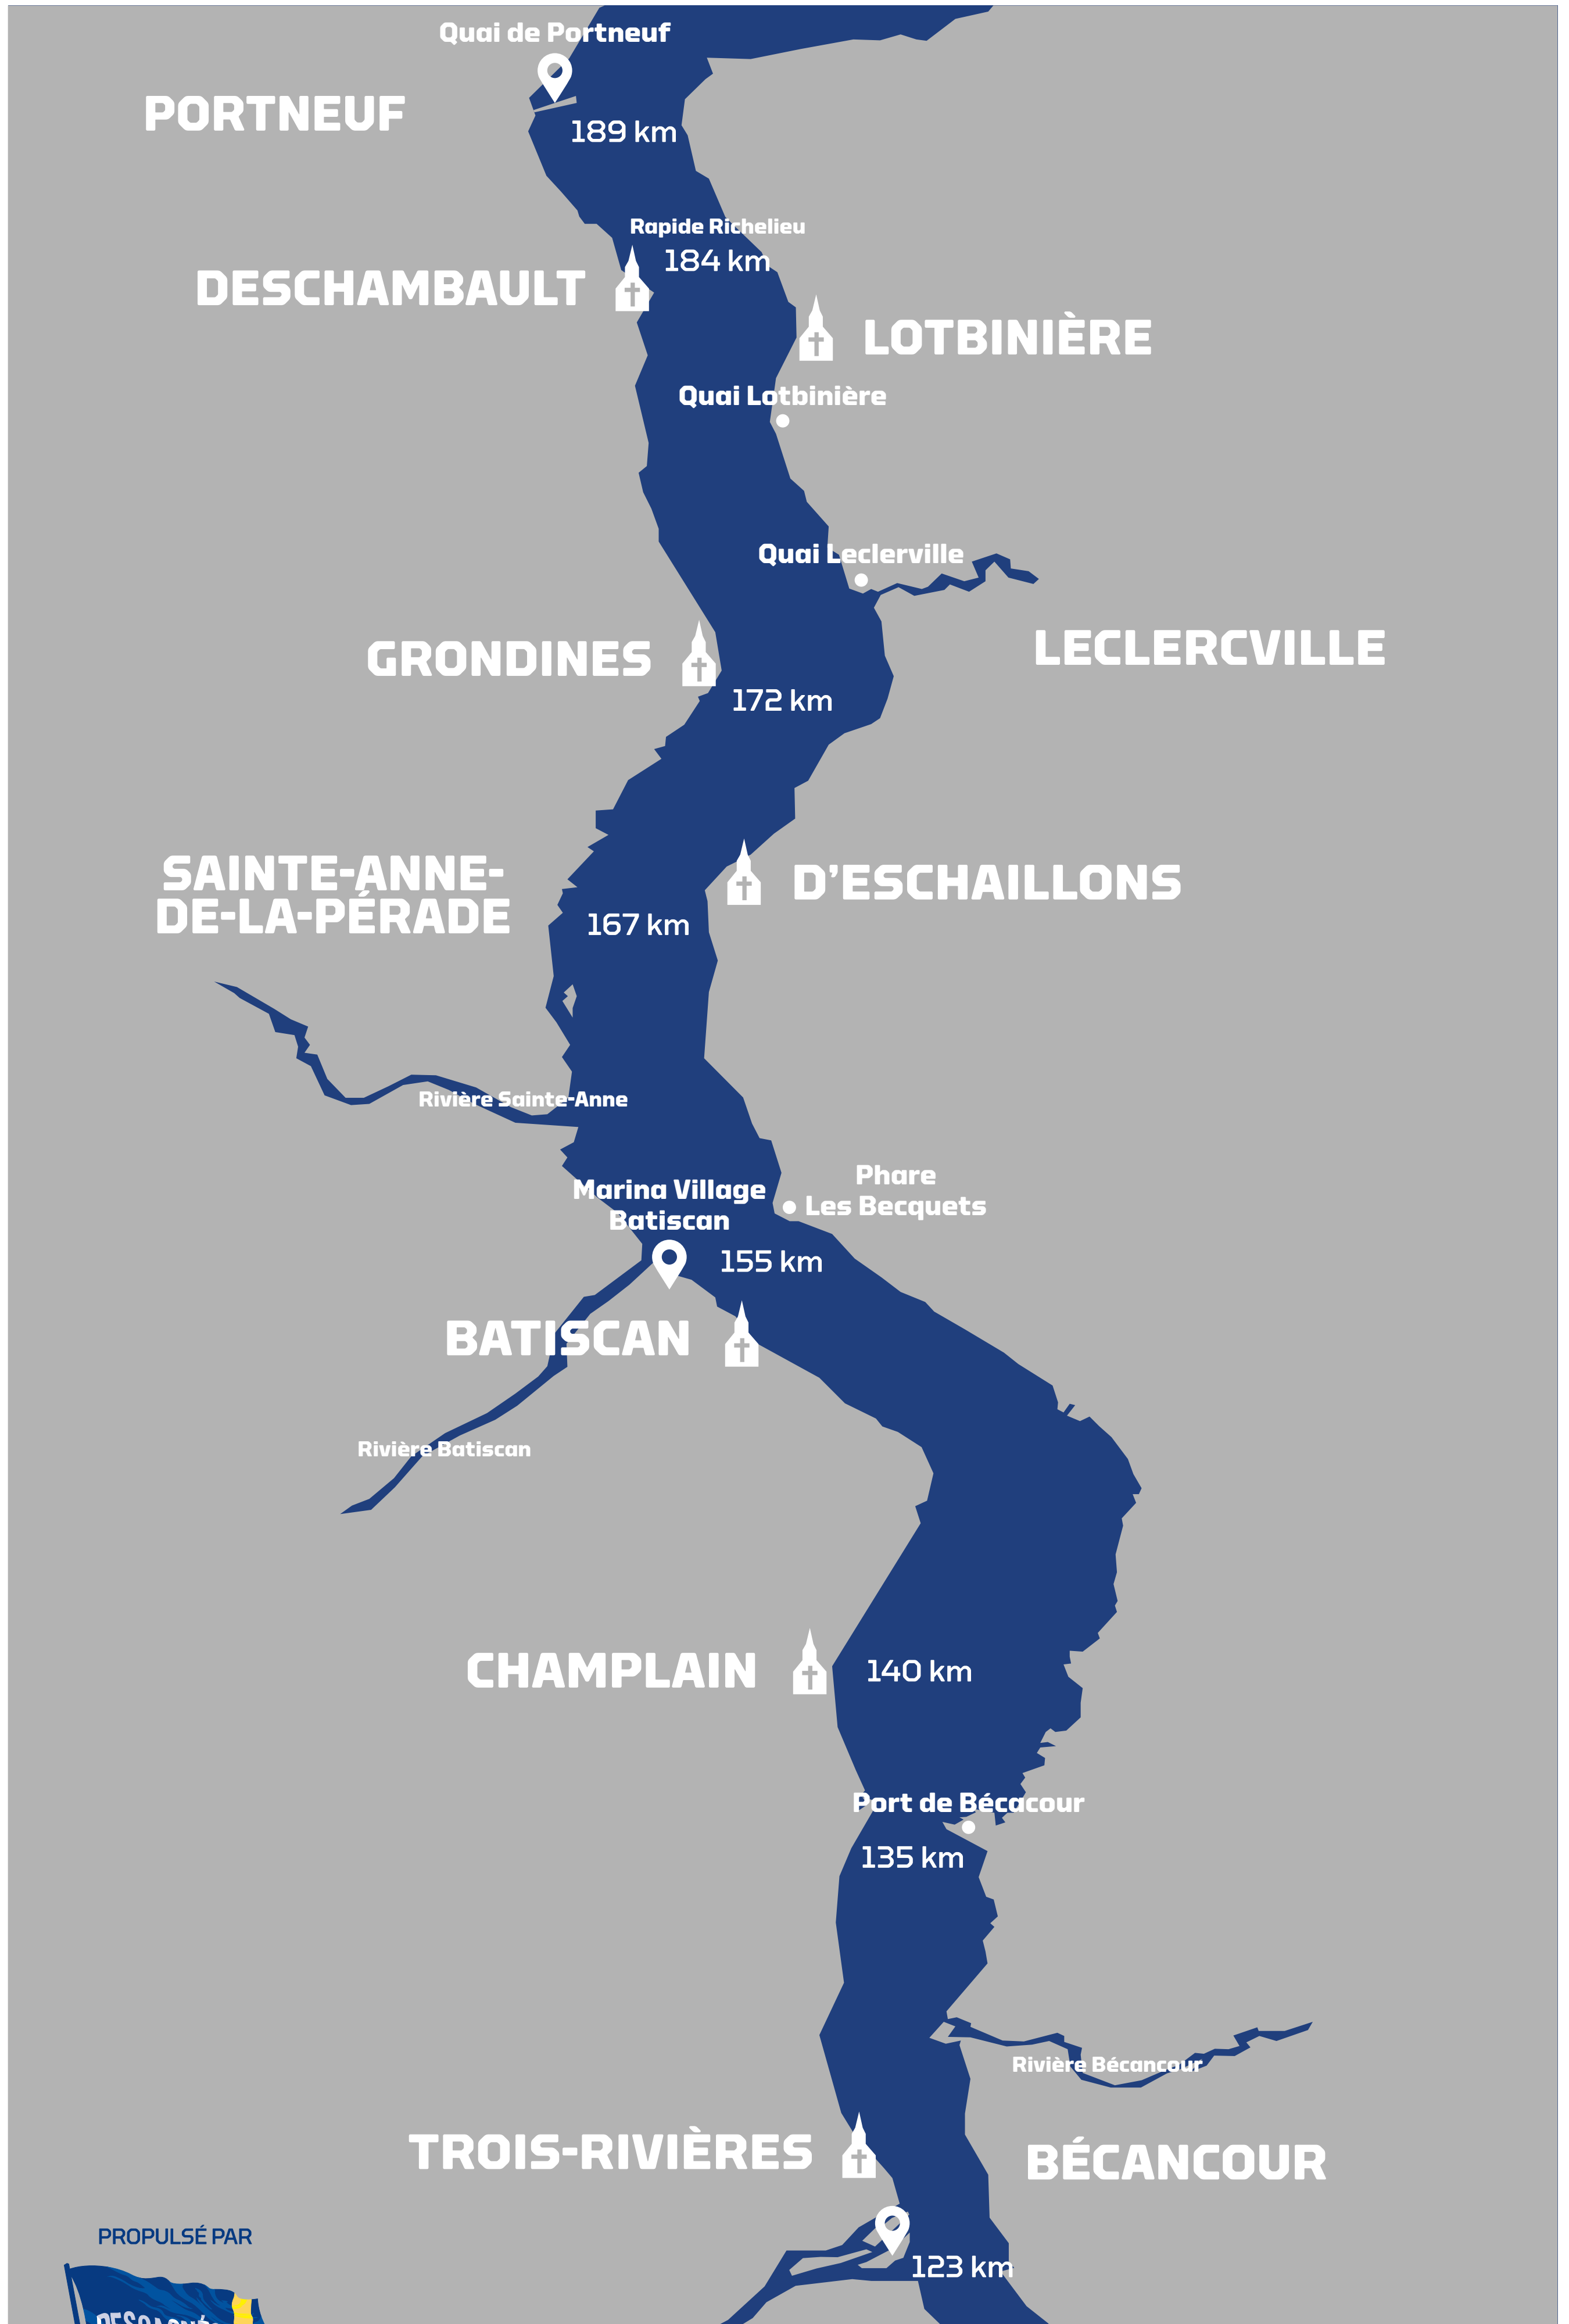 Quai de Portneuf
PORTNEUF
189 km
Rapide Richelieu
184 km
DESCHAMBAULT
LOTBINIÈRE
Quai Lotbinière
Quai Leclerville
LECLERCVILLE
GRONDINES
172 km
SAINTE-ANNE-
DE-LA-PÉRADE
D'ESCHAILLONS
167 km
Rivière Sainte-Anne
Phare
Les Becquets
Marina Village
Batiscan
155 km
BATISCAN
Rivière Batiscan
CHAMPLAIN
140 km
Port de Bécacour
135 km
Rivière Bécancour
TROIS-RIVIÈRES
BÉCANCOUR
PROPULSÉ PAR
123 km